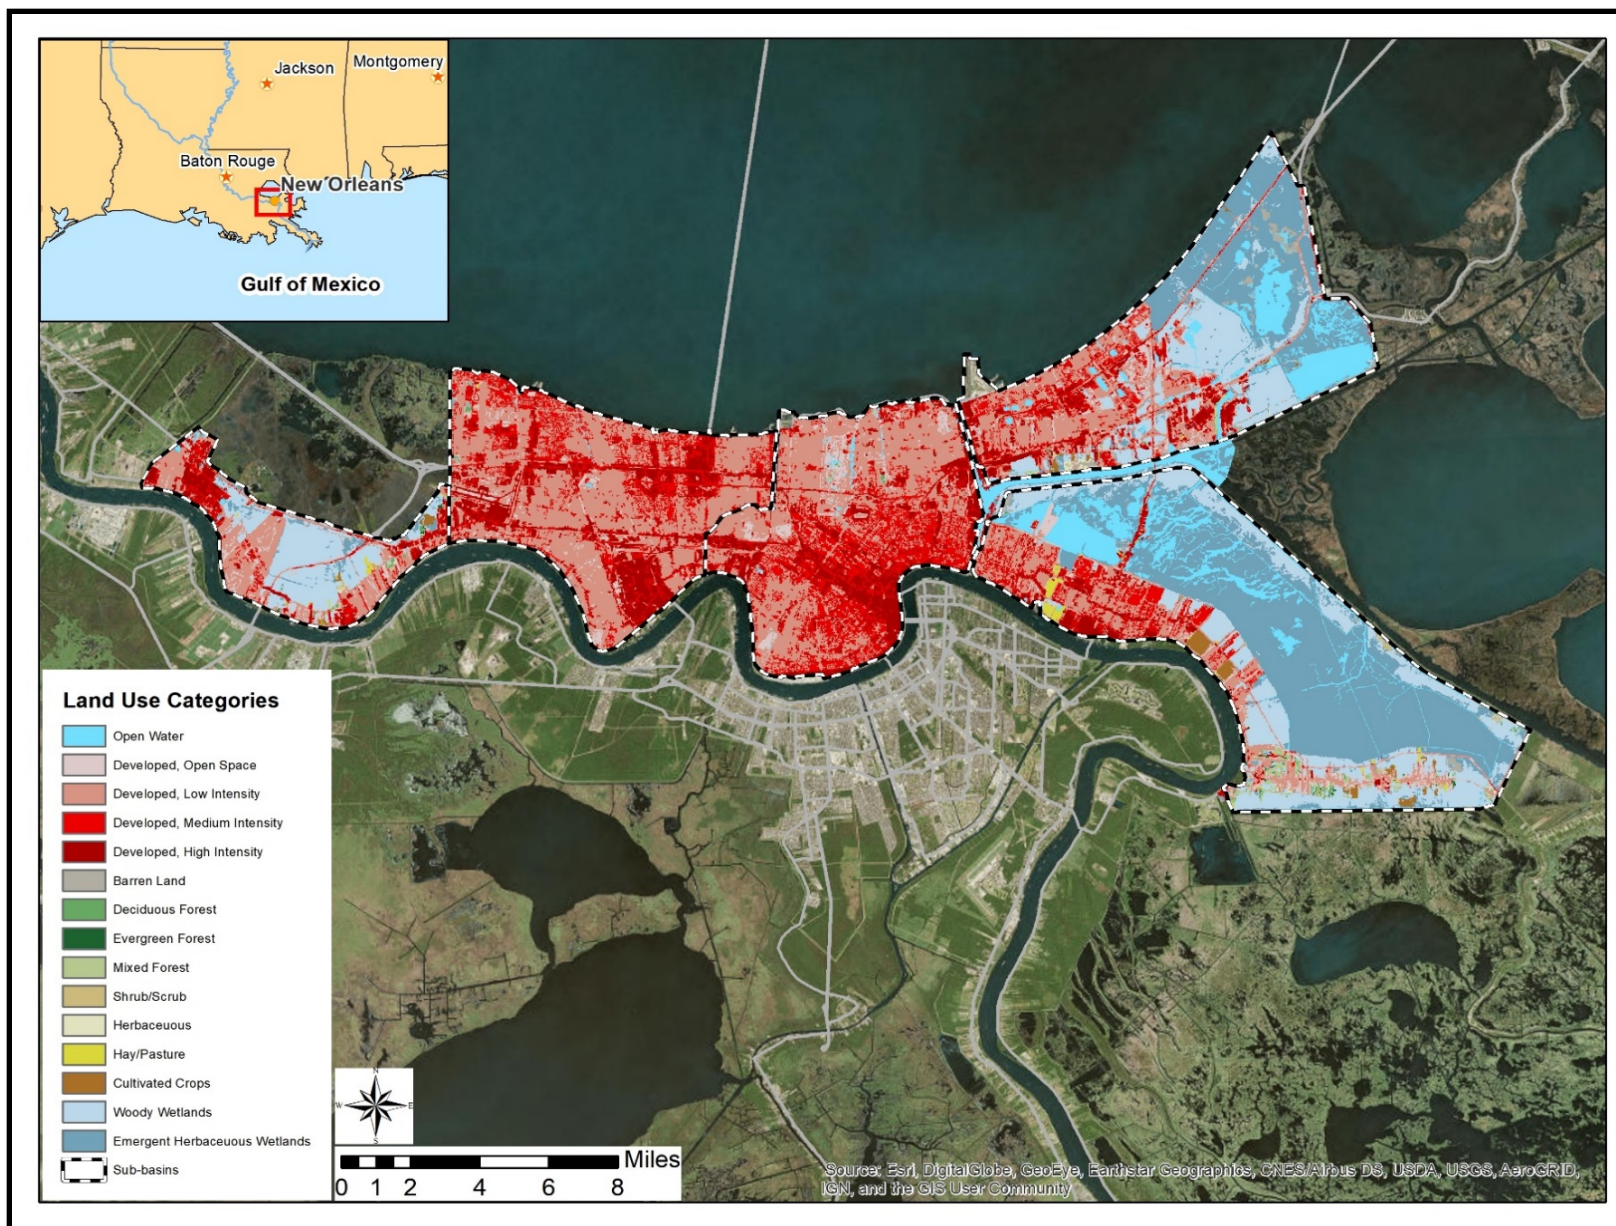 Jackson
Montgomery
Baton Rouge
New Orleans
Gulf of Mexico
Land Use Categories
Open Water
Developed, Open Space
Developed, Low Intensity
Developed, Medium Intensity
Developed, High Intensity
Barren Land
Deciduous Forest
Evergreen Forest
Mixed Forest
Shrub/Scrub
Herbaceuous
Hay/Pasture
Cultivated Crops
Woody Wetlands
Emergent Herbaceuous Wetlands
Sub-basins
N
W E
S
Miles
0 1 2 4 6 8
Source: Esri, DigitalGlobe, GeoEye, Earthstar Geographics, CNES/Airbus DS, USDA, USGS, AeroGRID,
IGN, and the GIS User Community